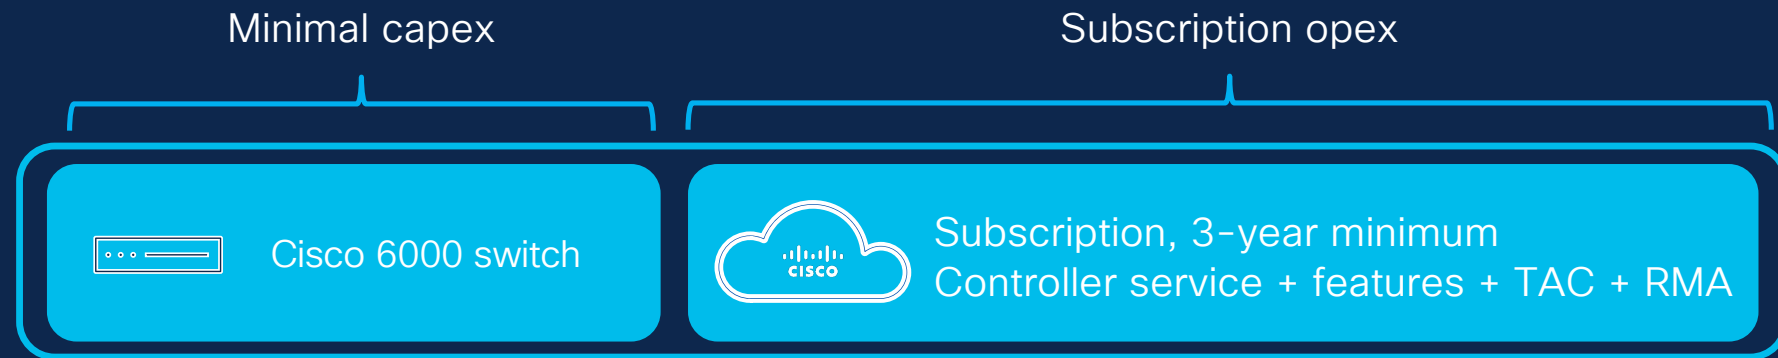 Minimal capex
Subscription opex
Cisco 6000 switch
CISCO
Subscription, 3-year minimum
Controller service + features + TAC + RMA